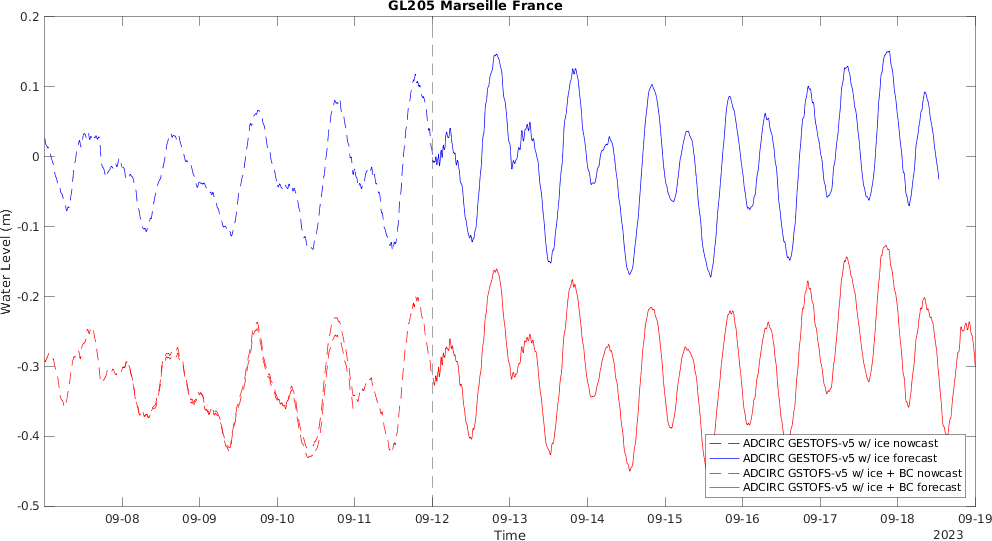 GL205 Marseille France
0.2
0.1
0
-0.1
-0.2
-0.3
-0.4
-0.5
Water Level (m)
ADCIRC GESTOFS-v5 w/ ice nowcast
ADCIRC GESTOFS-v5 w/ ice forecast
ADCIRC GSTOFS-v5 w/ ice + BC nowcast
ADCIRC GSTOFS-v5 w/ ice + BC forecast
09-08 09-09 09-10 09-11 09-12 09-13 09-14 09-15 09-16 09-17 09-18 09-19
Time
2023